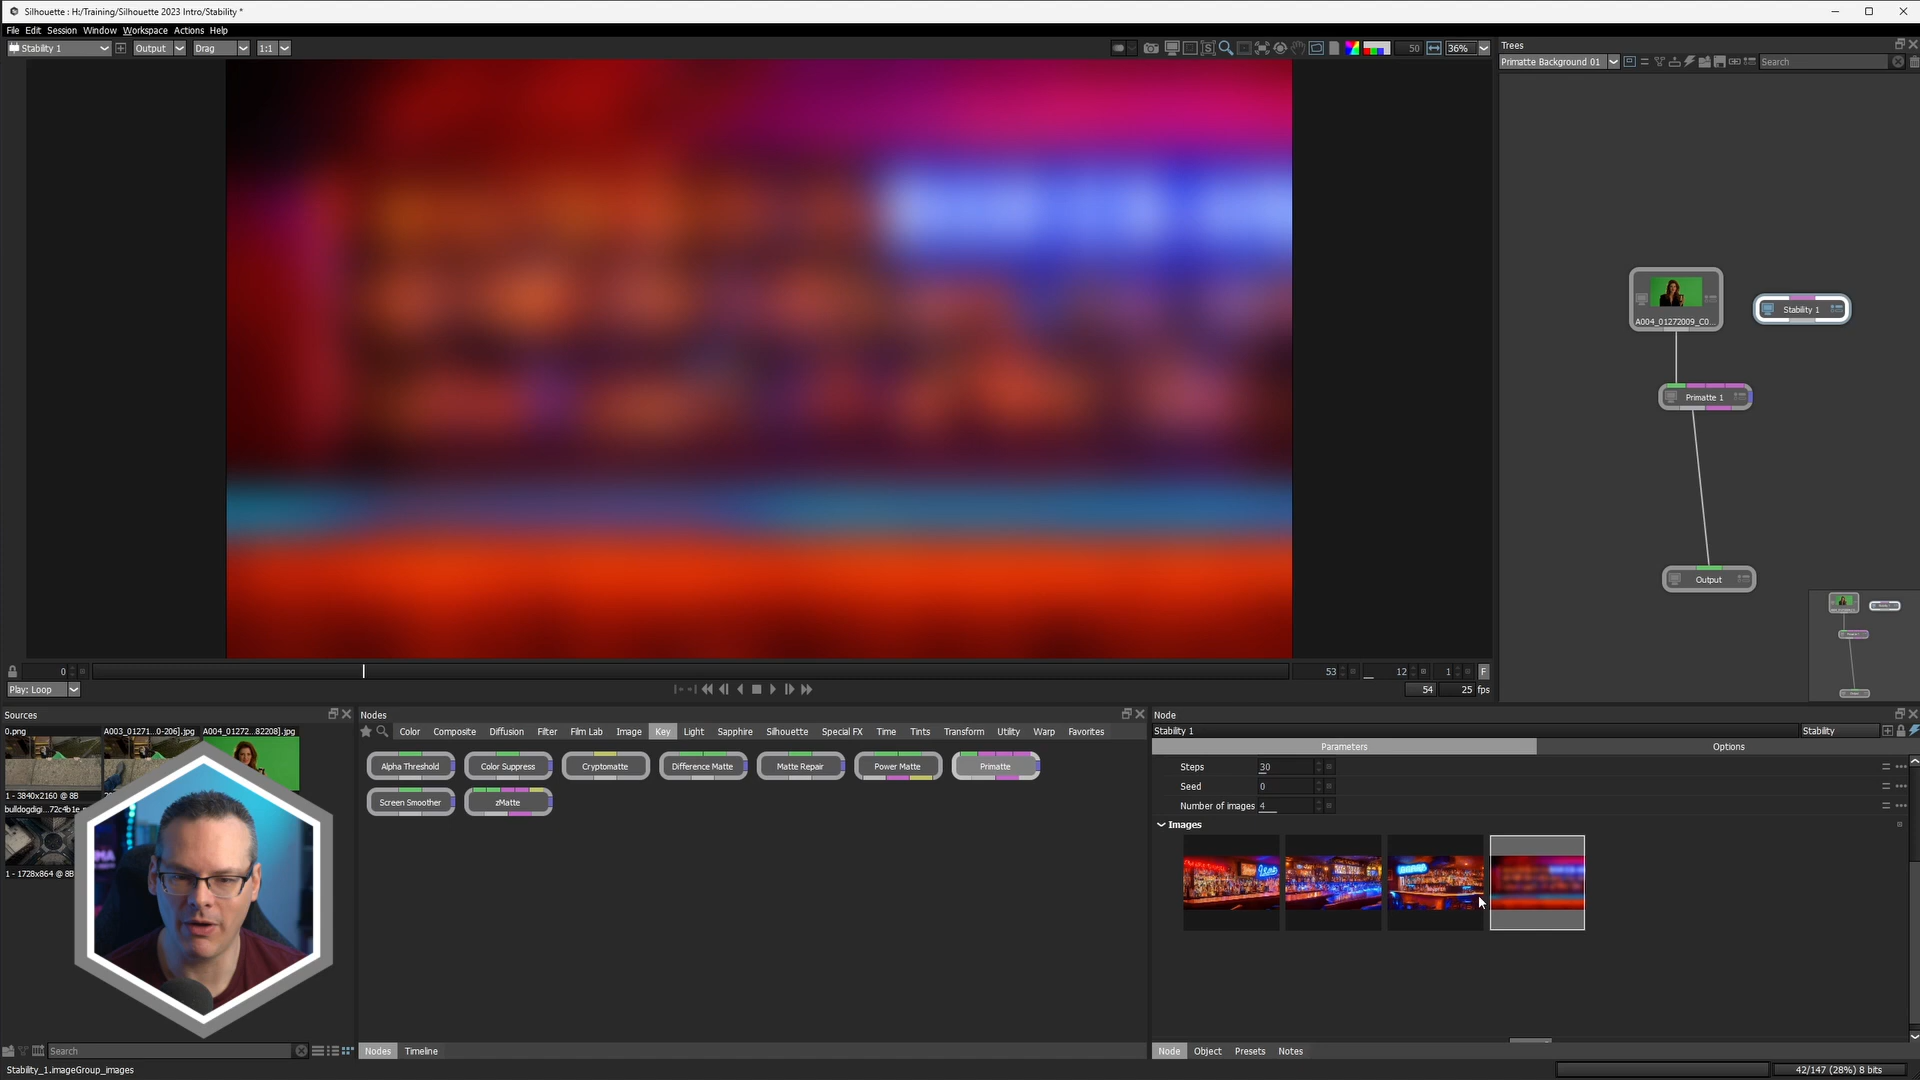 Silhouette : H:/Training/Silhouette 2023 Intro/Stability *
File Edit Session Window Workspace Actions Help
Stability 1 Output Drag 1:1 50 36%
Trees
Primatte Background 01 Search
A004_01272009_C0...
Stability 1
Primatte 1
Output
0 53 12 1 F
Play: Loop 54 25 fps
Sources
0.png A003_01271...0-206].jpg A004_01272...82208].jpg
1 - 3840x2160 @ 8B
bulldogdigi...72c4b1e
1 - 1728x864 @ 8B
Search
Nodes
Color Composite Diffusion Filter Film Lab Image Key Light Sapphire Silhouette Special FX Time Tints Transform Utility Warp Favorites
Alpha Threshold Color Suppress Cryptomatte Difference Matte Matte Repair Power Matte Primatte
Screen Smoother zMatte
Nodes Timeline
Node
Stability 1 Stability
Parameters Options
Steps 30
Seed 0
Number of images 4
Images
Node Object Presets Notes
Stability_1.imageGroup_images
42/147 (28%) 8 bits